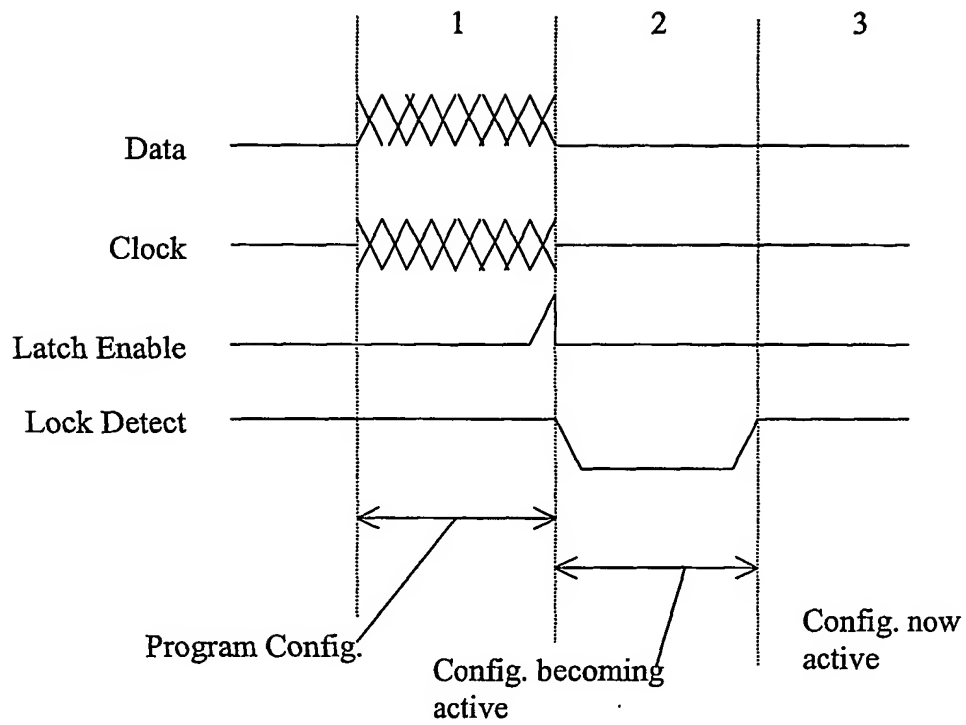 1
2
3
Data
Clock
Latch Enable
Lock Detect
Program Config.
Config. becoming
active
Config. now
active